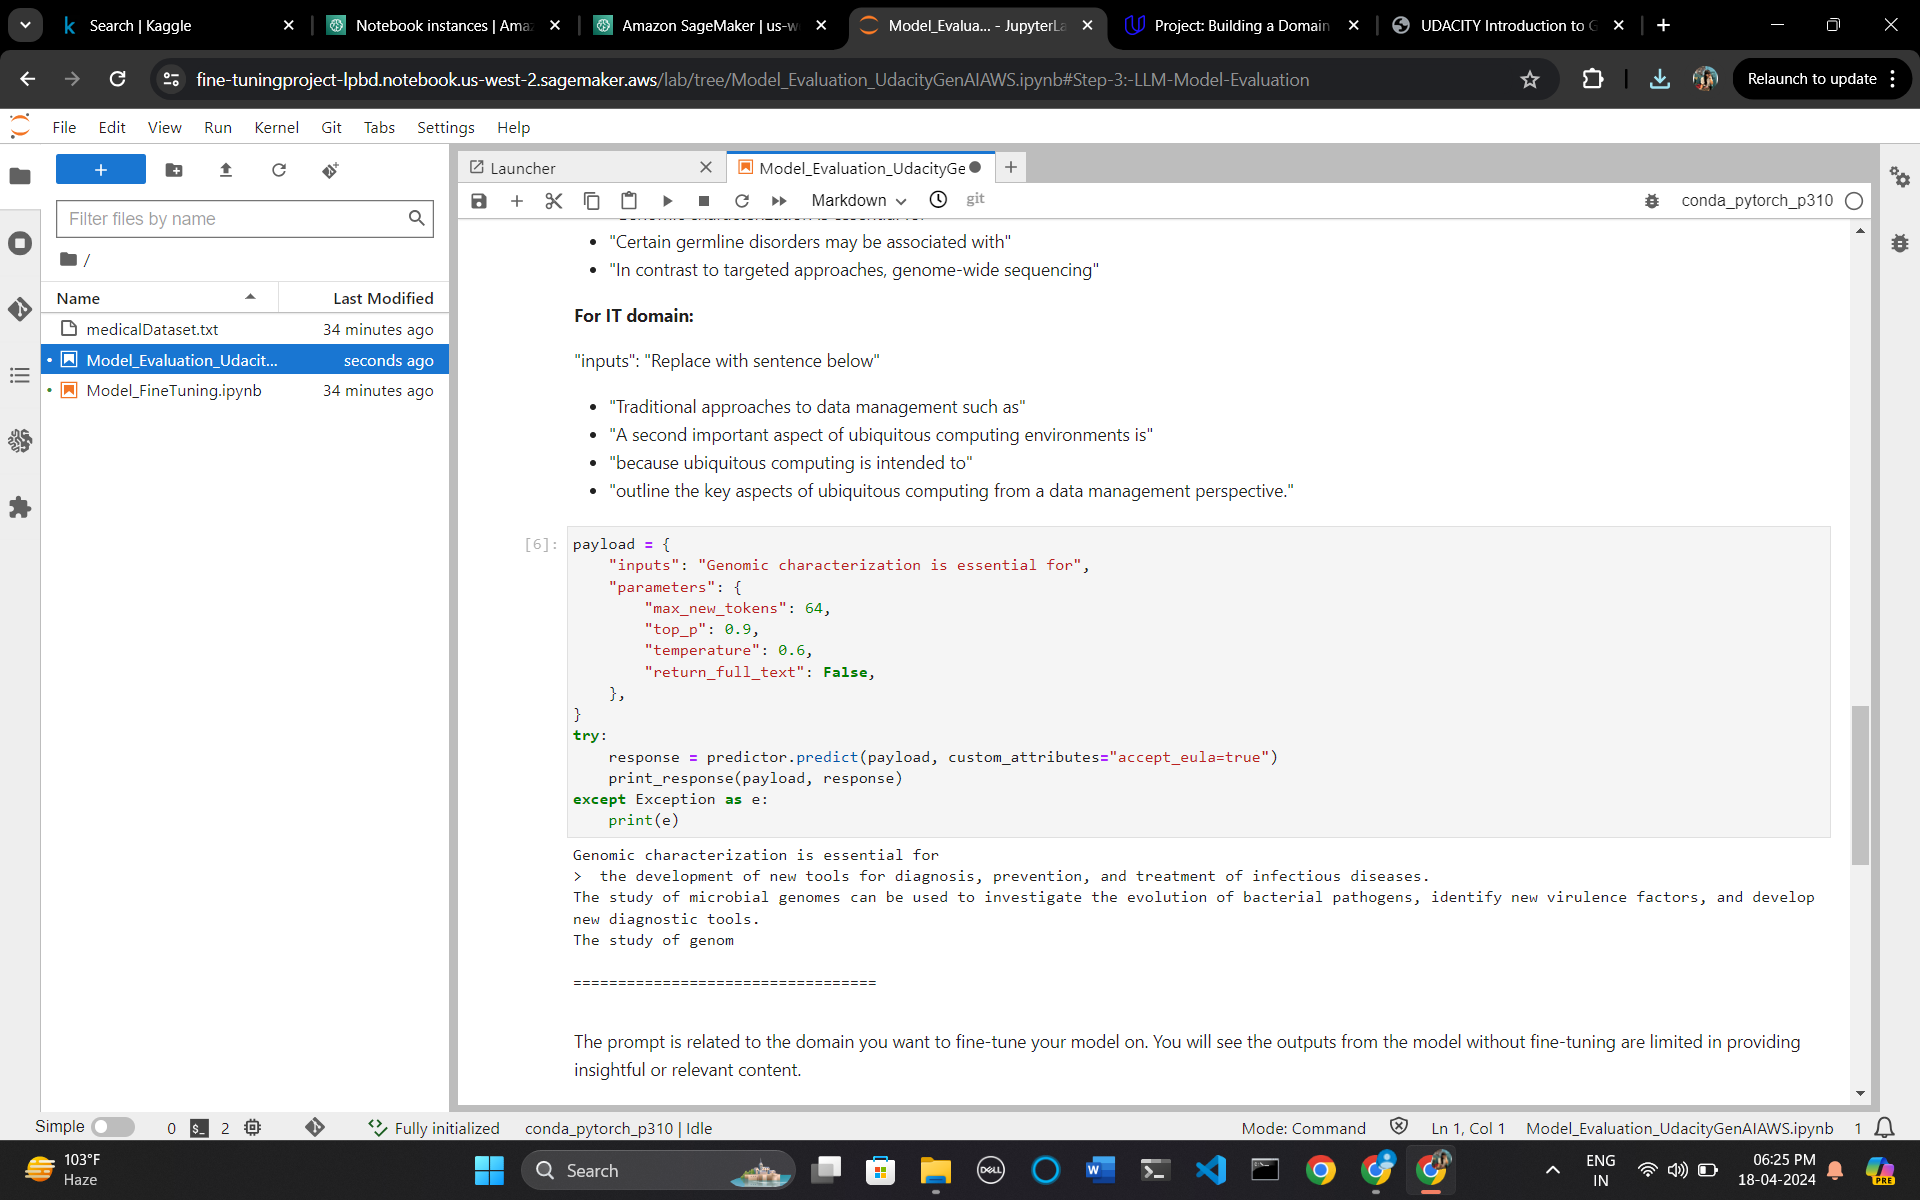 Search | Kaggle
Notebook instances | Ama
Amazon SageMaker | us-w
Model_Evalua... - JupyterLa
Project: Building a Domain
UDACITY Introduction to G
fine-tuningproject-lpbd.notebook.us-west-2.sagemaker.aws/lab/tree/Model_Evaluation_UdacityGenAIAWS.ipynb#Step-3:-LLM-Model-Evaluation
Relaunch to update
File Edit View Run Kernel Git Tabs Settings Help
Filter files by name
/
Name Last Modified
medicalDataset.txt 34 minutes ago
Model_Evaluation_Udacit... seconds ago
Model_FineTuning.ipynb 34 minutes ago
Launcher
Model_Evaluation_UdacityGe
Markdown
git
conda_pytorch_p310
"Certain germline disorders may be associated with"
"In contrast to targeted approaches, genome-wide sequencing"
For IT domain:
"inputs": "Replace with sentence below"
"Traditional approaches to data management such as"
"A second important aspect of ubiquitous computing environments is"
"because ubiquitous computing is intended to"
"outline the key aspects of ubiquitous computing from a data management perspective."
[6]:
payload = {
"inputs": "Genomic characterization is essential for",
"parameters": {
"max_new_tokens": 64,
"top_p": 0.9,
"temperature": 0.6,
"return_full_text": False,
},
}
try:
response = predictor.predict(payload, custom_attributes="accept_eula=true")
print_response(payload, response)
except Exception as e:
print(e)
Genomic characterization is essential for
> the development of new tools for diagnosis, prevention, and treatment of infectious diseases.
The study of microbial genomes can be used to investigate the evolution of bacterial pathogens, identify new virulence factors, and develop
new diagnostic tools.
The study of genom
==================================
The prompt is related to the domain you want to fine-tune your model on. You will see the outputs from the model without fine-tuning are limited in providing
insightful or relevant content.
Simple 0 $_ 2 Fully initialized conda_pytorch_p310 | Idle Mode: Command Ln 1, Col 1 Model_Evaluation_UdacityGenAIAWS.ipynb 1
103°F
Haze
Search
DELL
PRE
ENG
IN
06:25 PM
18-04-2024